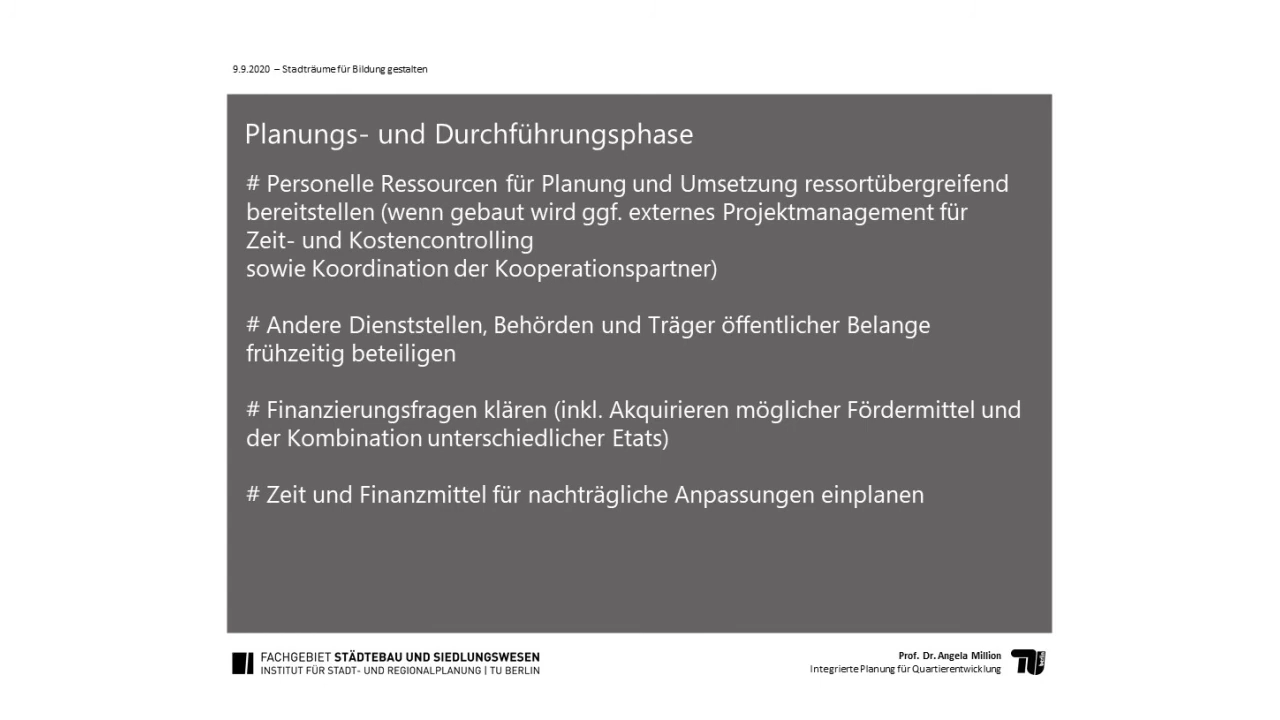 9.9.2020 – Stadträume für Bildung gestalten
Planungs- und Durchführungsphase
# Personelle Ressourcen für Planung und Umsetzung ressortübergreifend
bereitstellen (wenn gebaut wird ggf. externes Projektmanagement für
Zeit- und Kostencontrolling
sowie Koordination der Kooperationspartner)
# Andere Dienststellen, Behörden und Träger öffentlicher Belange
frühzeitig beteiligen
# Finanzierungsfragen klären (inkl. Akquirieren möglicher Fördermittel und
der Kombination unterschiedlicher Etats)
# Zeit und Finanzmittel für nachträgliche Anpassungen einplanen
FACHGEBIET STÄDTEBAU UND SIEDLUNGSWESEN
INSTITUT FÜR STADT- UND REGIONALPLANUNG | TU BERLIN
Prof. Dr. Angela Million
Integrierte Planung für Quartierentwicklung
TU berlin